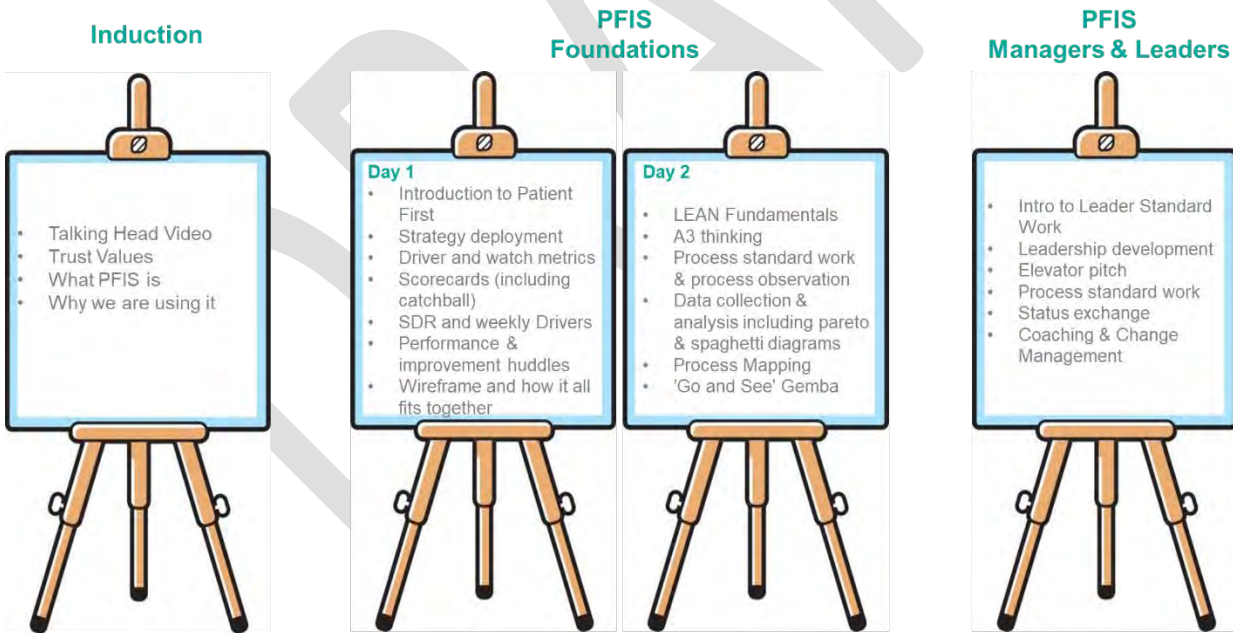 Induction
PFIS
Foundations
PFIS
Managers & Leaders
• Talking Head Video
• Trust Values
• What PFIS is
• Why we are using it
Day 1
• Introduction to Patient
First
• Strategy deployment
• Driver and watch metrics
• Scorecards (including
catchball)
• SDR and weekly Drivers
• Performance &
improvement huddles
• Wireframe and how it all
fits together
Day 2
• LEAN Fundamentals
• A3 thinking
• Process standard work
& process observation
• Data collection &
analysis including pareto
& spaghetti diagrams
• Process Mapping
• 'Go and See' Gemba
• Intro to Leader Standard
Work
• Leadership development
• Elevator pitch
• Process standard work
• Status exchange
• Coaching & Change
Management